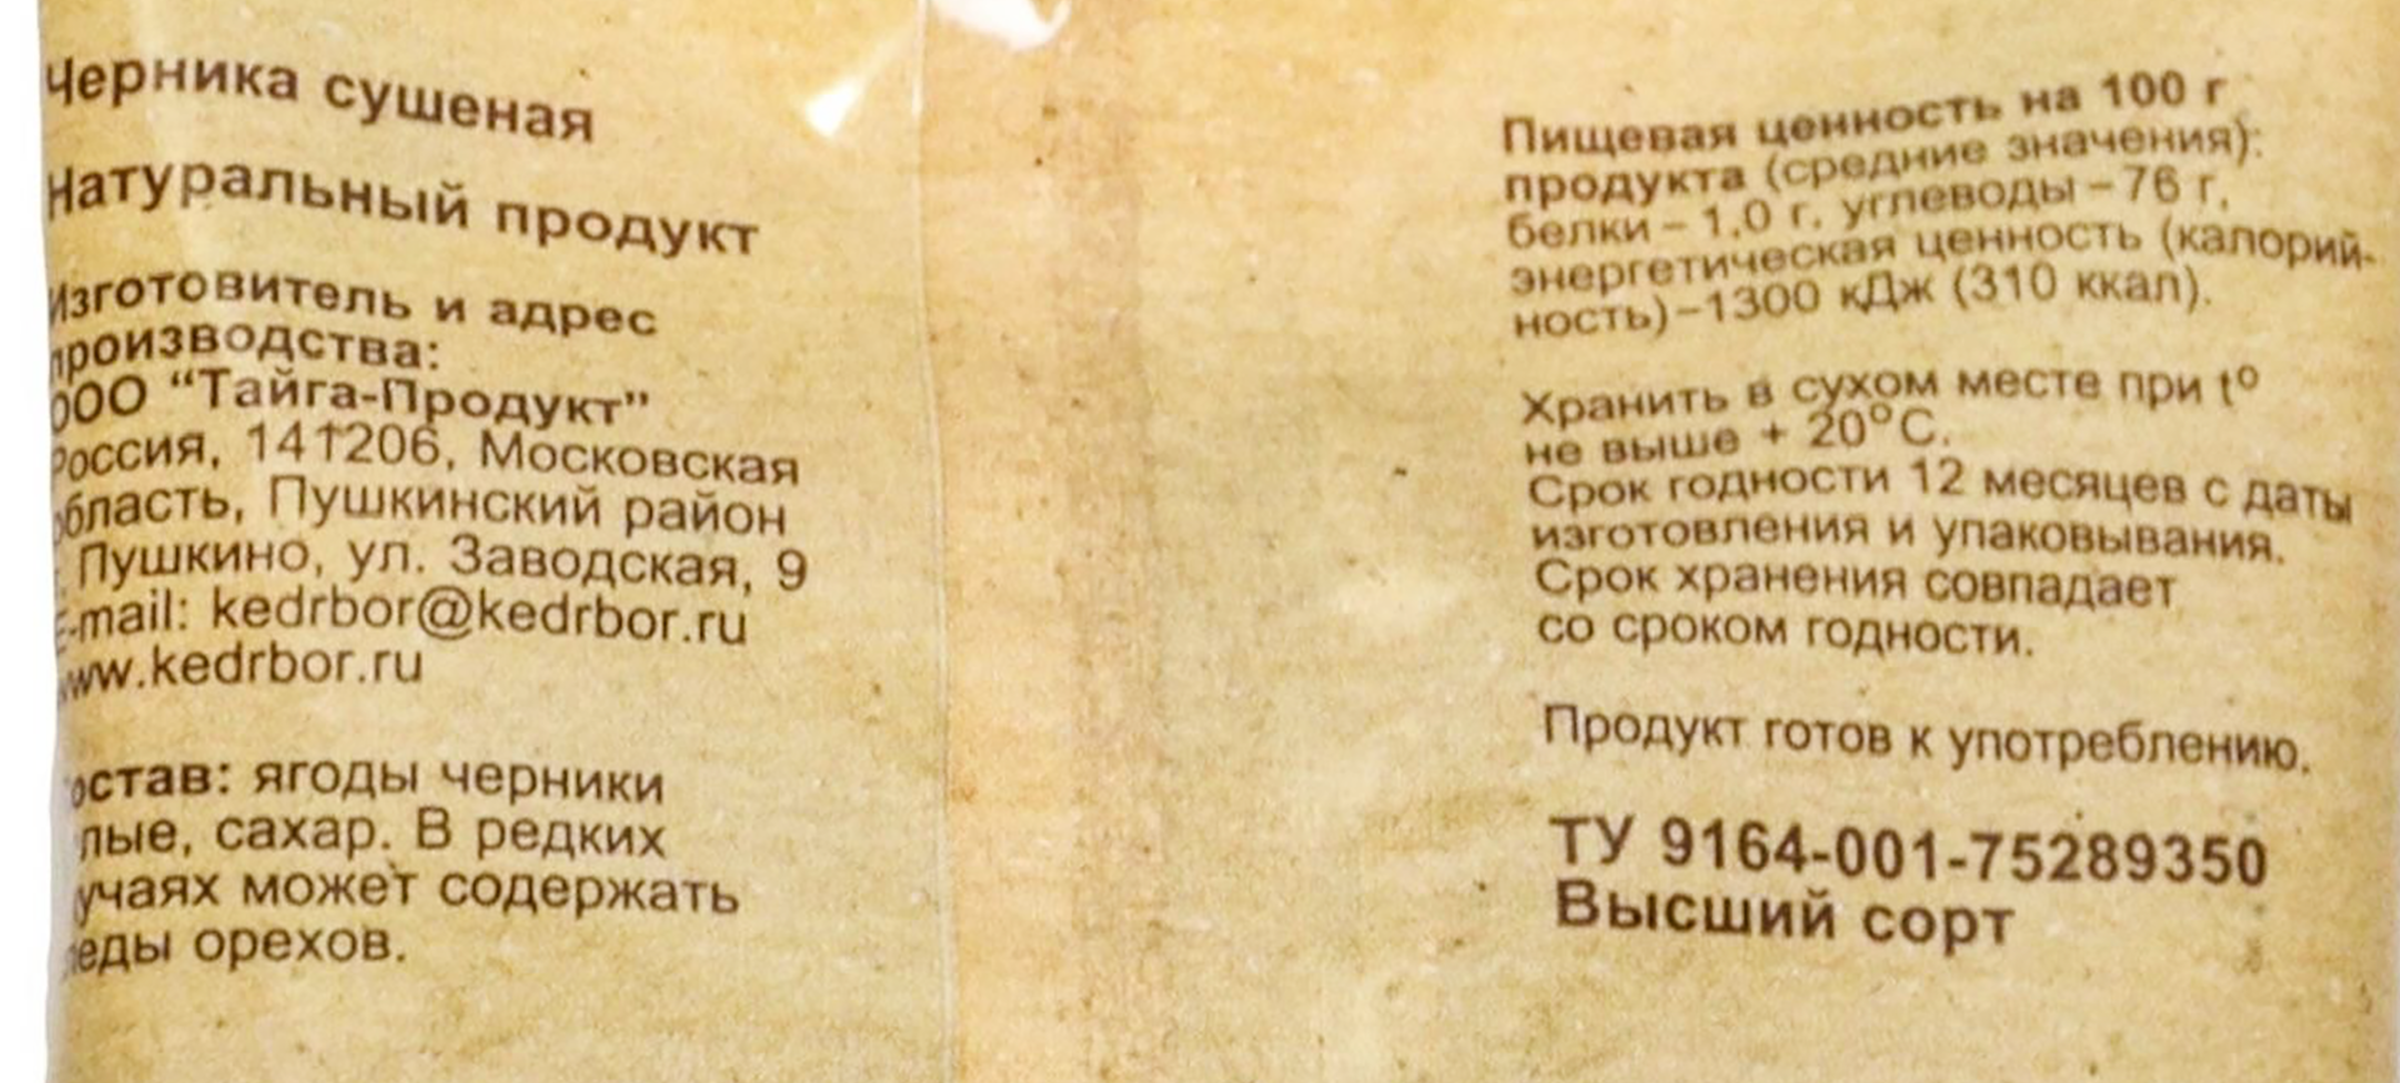 Черника сушеная
Натуральный продукт
Изготовитель и адрес
производства:
ООО “Тайга-Продукт”
Россия, 141206, Московская
область, Пушкинский район
Пушкино, ул. Заводская, 9
E-mail: kedrbor@kedrbor.ru
www.kedrbor.ru
остав: ягоды черники
лые, сахар. В редких
учаях может содержать
еды орехов.
Пищевая ценность на 100 г
продукта (средние значения):
белки – 1,0 г, углеводы – 76 г,
энергетическая ценность (калорий-
ность) – 1300 кДж (310 ккал).
Хранить в сухом месте при t°
не выше + 20°C.
Срок годности 12 месяцев с даты
изготовления и упаковывания.
Срок хранения совпадает
со сроком годности.
Продукт готов к употреблению.
ТУ 9164-001-75289350
Высший сорт